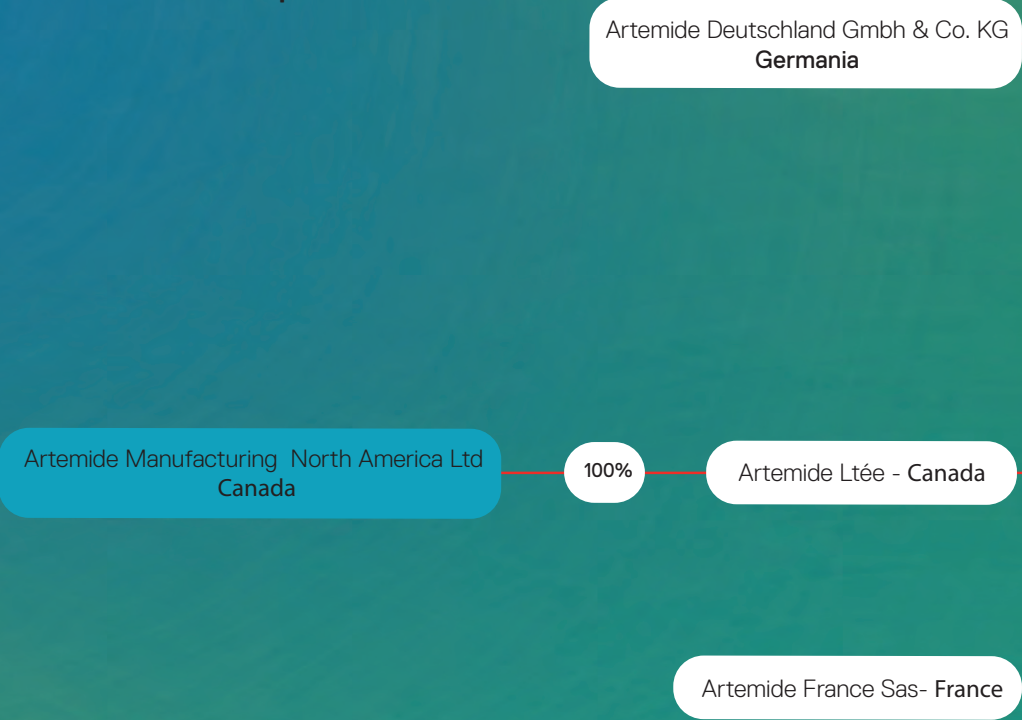 Artemide Deutschland Gmbh & Co. KG
Germania
Artemide Manufacturing North America Ltd
Canada
100%
Artemide Ltée - Canada
Artemide France Sas- France